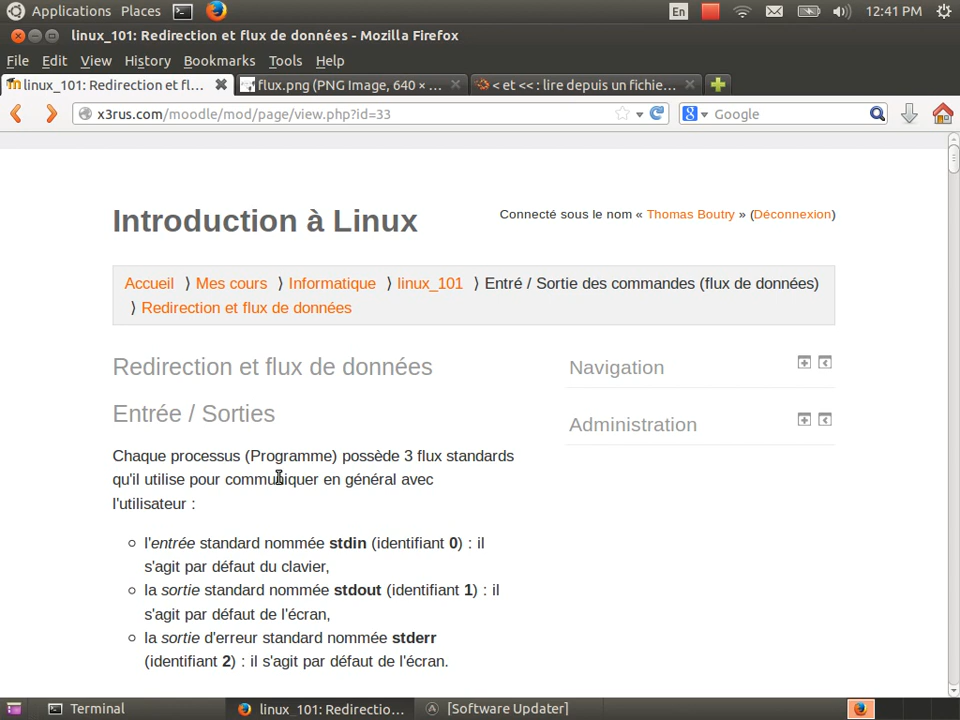 Applications Places En 12:41 PM
linux_101: Redirection et flux de données - Mozilla Firefox
File Edit View History Bookmarks Tools Help
linux_101: Redirection et fl... flux.png (PNG Image, 640 × ... < et << : lire depuis un fichie...
x3rus.com/moodle/mod/page/view.php?id=33 Google
Introduction à Linux
Connecté sous le nom « Thomas Boutry » (Déconnexion)
Accueil ⟩ Mes cours ⟩ Informatique ⟩ linux_101 ⟩ Entré / Sortie des commandes (flux de données)
⟩ Redirection et flux de données
Redirection et flux de données
Navigation
Administration
Entrée / Sorties
Chaque processus (Programme) possède 3 flux standards
qu'il utilise pour communiquer en général avec
l'utilisateur :
l'entrée standard nommée stdin (identifiant 0) : il
s'agit par défaut du clavier,
la sortie standard nommée stdout (identifiant 1) : il
s'agit par défaut de l'écran,
la sortie d'erreur standard nommée stderr
(identifiant 2) : il s'agit par défaut de l'écran.
Terminal linux_101: Redirectio... [Software Updater]